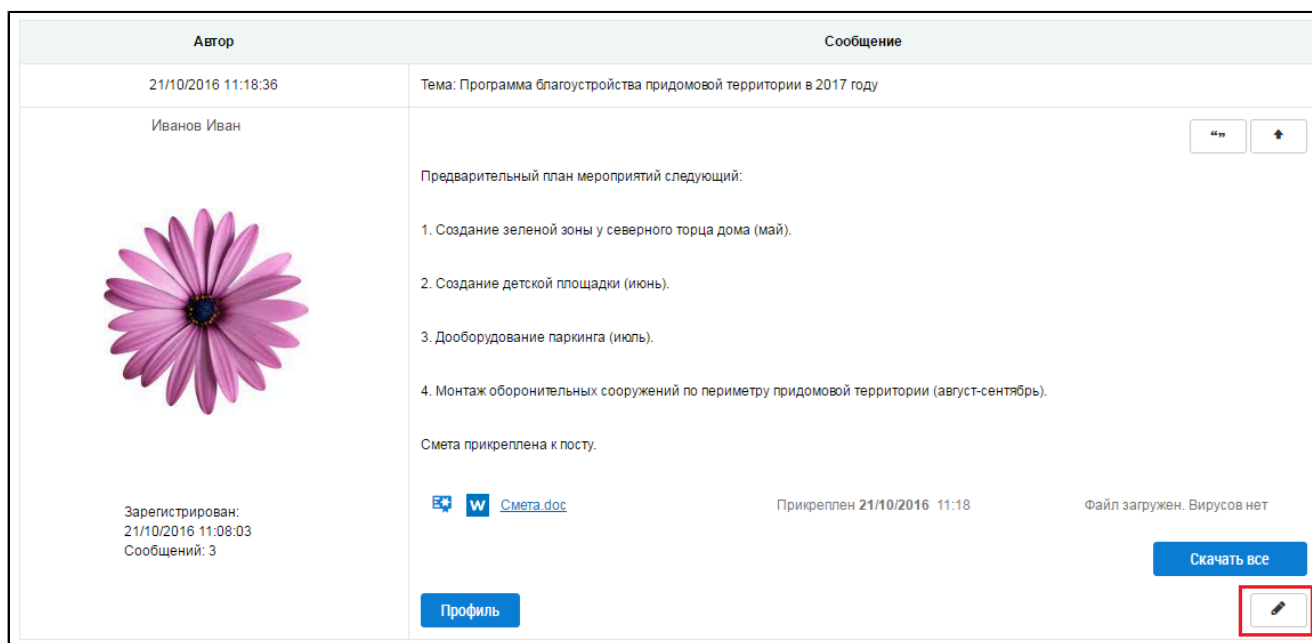 Автор
Сообщение
21/10/2016 11:18:36
Тема: Программа благоустройства придомовой территории в 2017 году
Иванов Иван
“”
Предварительный план мероприятий следующий:
1. Создание зеленой зоны у северного торца дома (май).
2. Создание детской площадки (июнь).
3. Дооборудование паркинга (июль).
4. Монтаж оборонительных сооружений по периметру придомовой территории (август-сентябрь).
Смета прикреплена к посту.
W Смета.doc
Прикреплен 21/10/2016 11:18
Файл загружен. Вирусов нет
Зарегистрирован:
21/10/2016 11:08:03
Сообщений: 3
Скачать все
Профиль